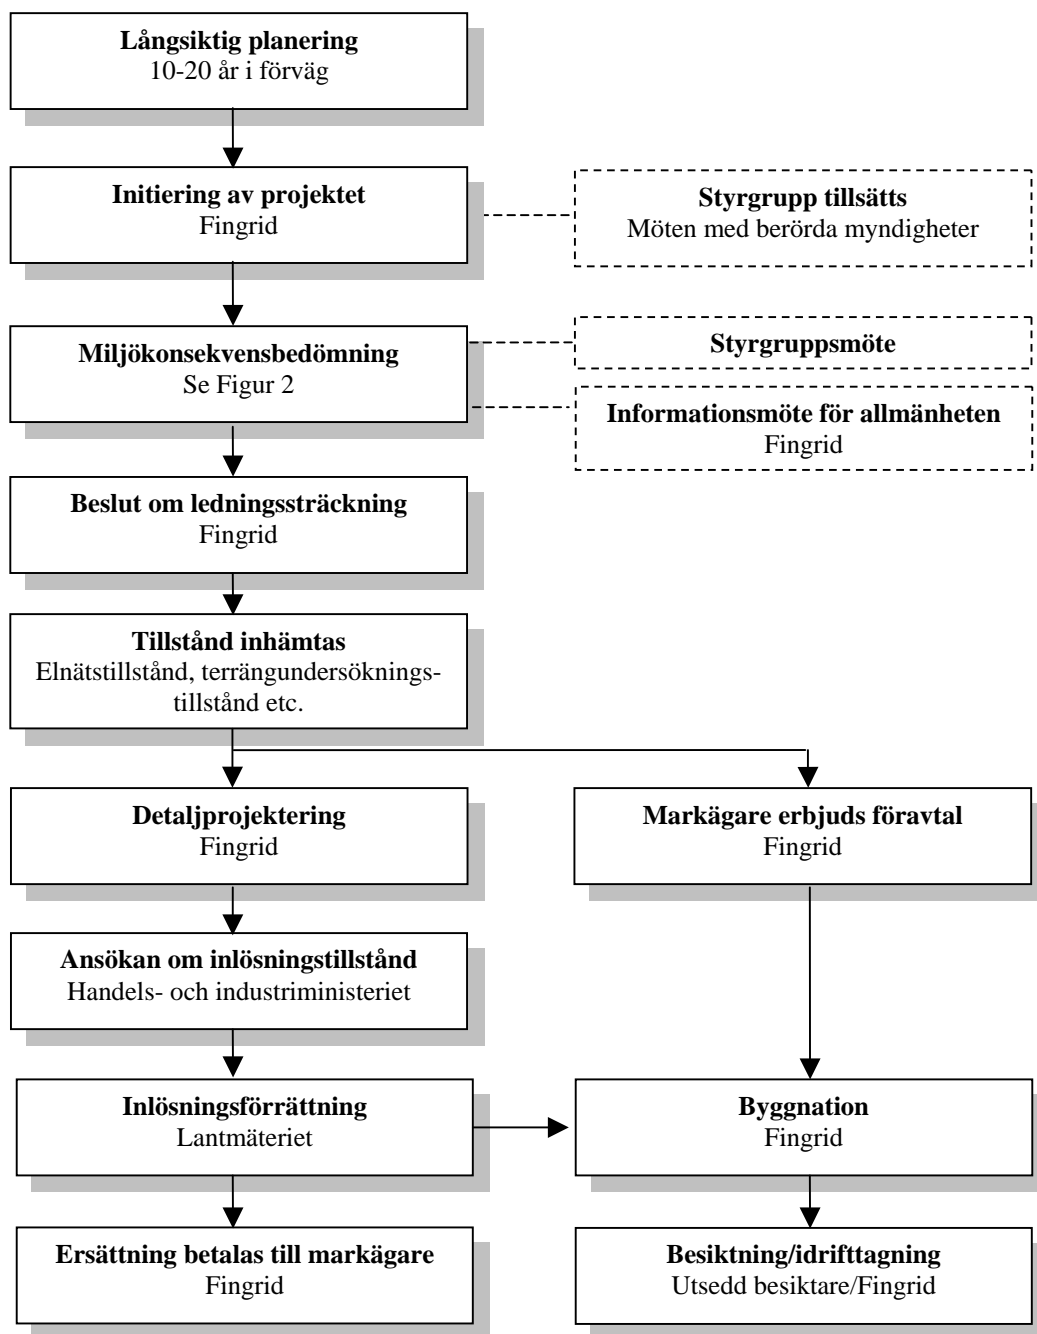 Långsiktig planering
10-20 år i förväg
Initiering av projektet
Fingrid
Styrgrupp tillsätts
Möten med berörda myndigheter
Miljökonsekvensbedömning
Se Figur 2
Styrgruppsmöte
Informationsmöte för allmänheten
Fingrid
Beslut om ledningssträckning
Fingrid
Tillstånd inhämtas
Elnätstillstånd, terrängundersöknings-
tillstånd etc.
Detaljprojektering
Fingrid
Markägare erbjuds föravtal
Fingrid
Ansökan om inlösningstillstånd
Handels- och industriministeriet
Inlösningsförrättning
Lantmäteriet
Byggnation
Fingrid
Ersättning betalas till markägare
Fingrid
Besiktning/idrifttagning
Utsedd besiktare/Fingrid